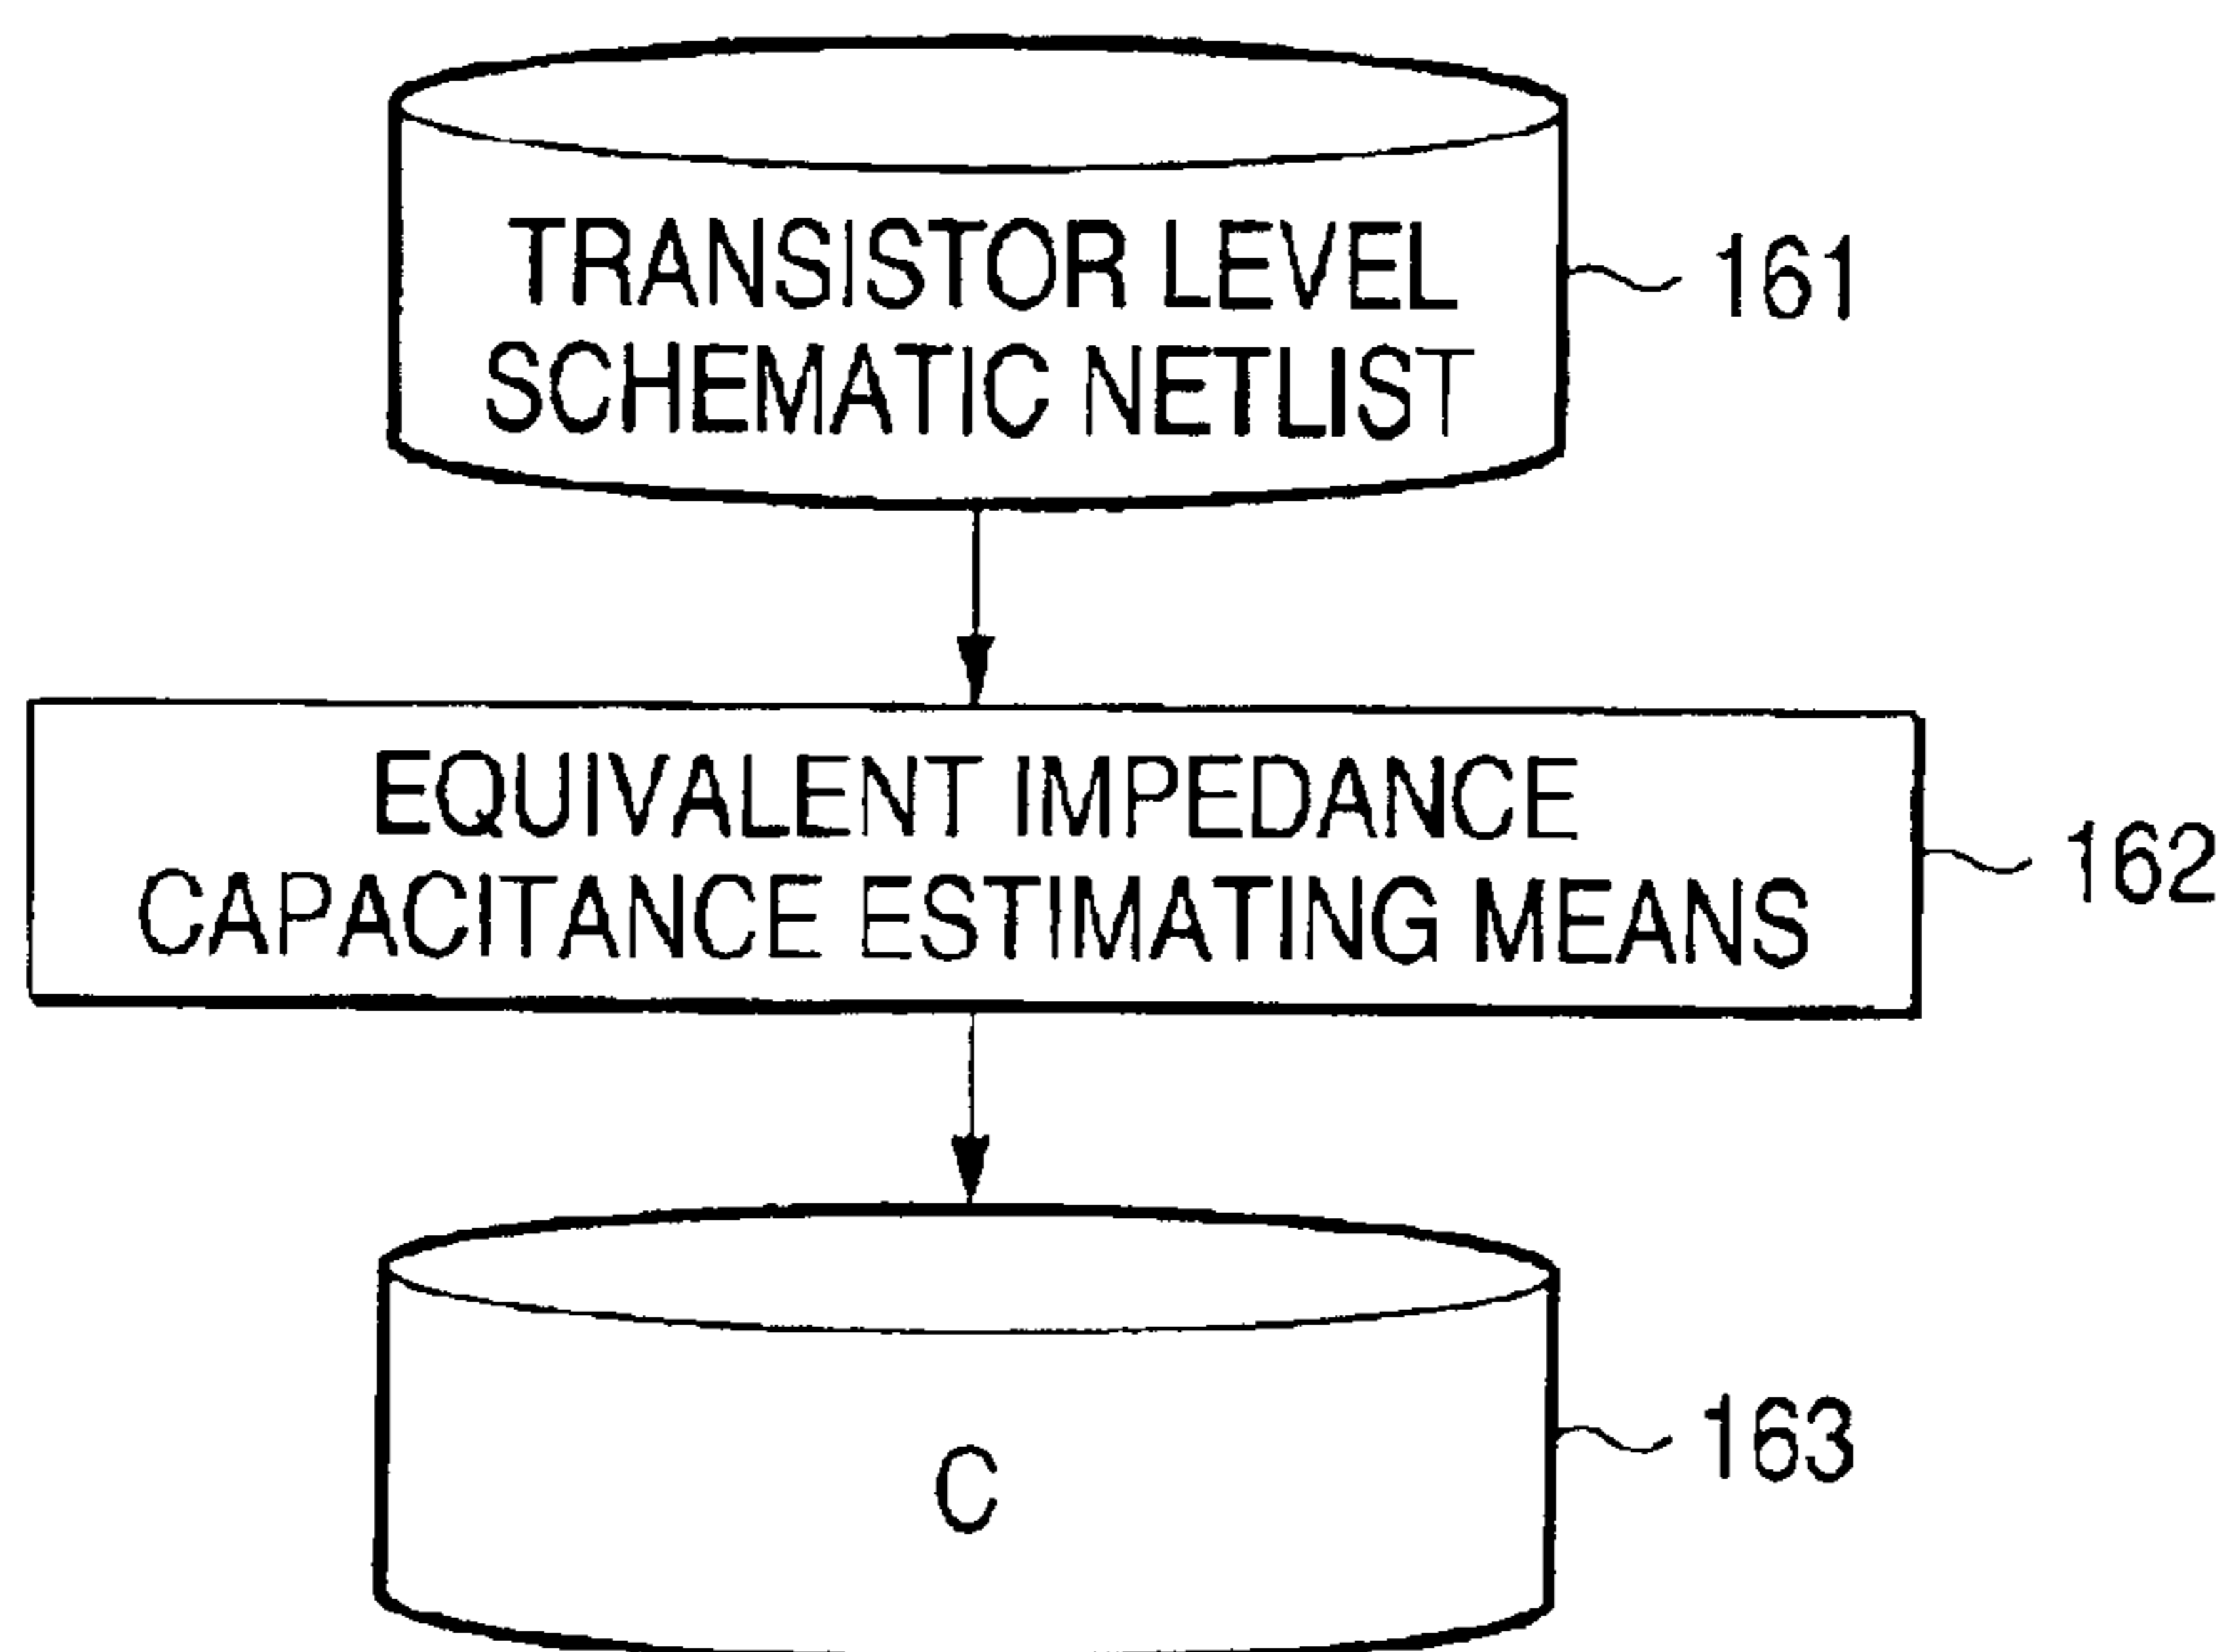 TRANSISTOR LEVEL
SCHEMATIC NETLIST
161
EQUIVALENT IMPEDANCE
CAPACITANCE ESTIMATING MEANS
162
C
163